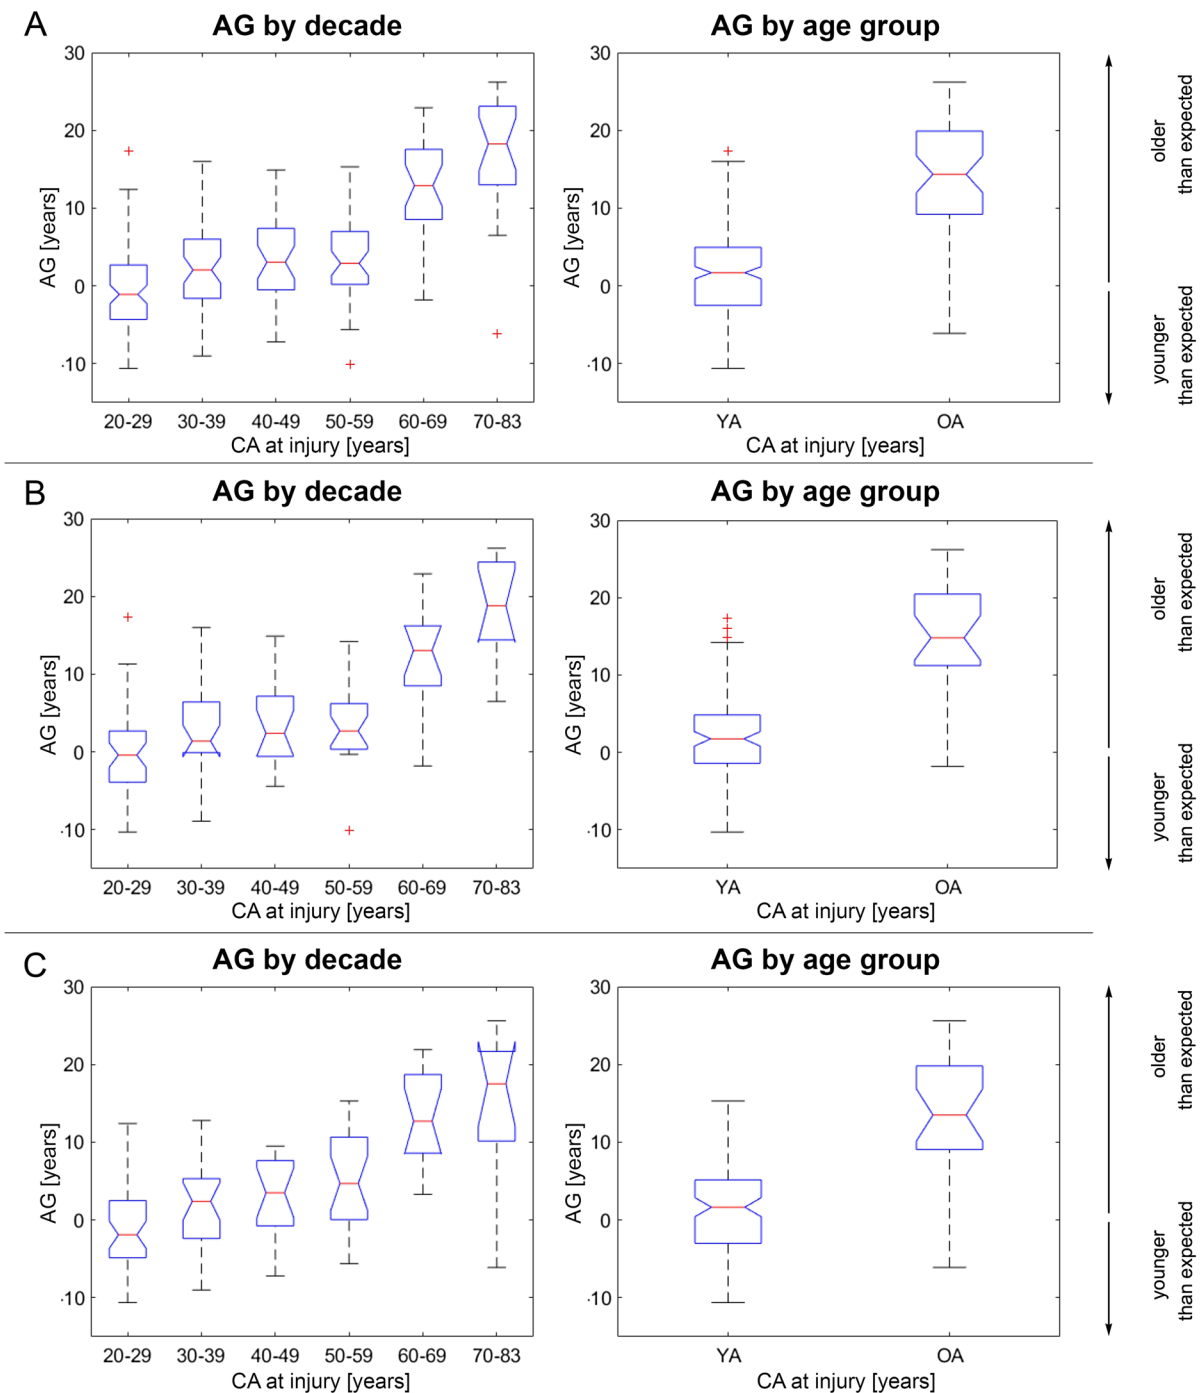 A
AG by decade
AG by age group
30
20
10
0
-10
AG [years]
20-29 30-39 40-49 50-59 60-69 70-83
CA at injury [years]
30
20
10
0
-10
AG [years]
YA OA
CA at injury [years]
older
than expected
younger
than expected
B
AG by decade
AG by age group
30
20
10
0
-10
AG [years]
20-29 30-39 40-49 50-59 60-69 70-83
CA at injury [years]
30
20
10
0
-10
AG [years]
YA OA
CA at injury [years]
older
than expected
younger
than expected
C
AG by decade
AG by age group
30
20
10
0
-10
AG [years]
20-29 30-39 40-49 50-59 60-69 70-83
CA at injury [years]
30
20
10
0
-10
AG [years]
YA OA
CA at injury [years]
older
than expected
younger
than expected